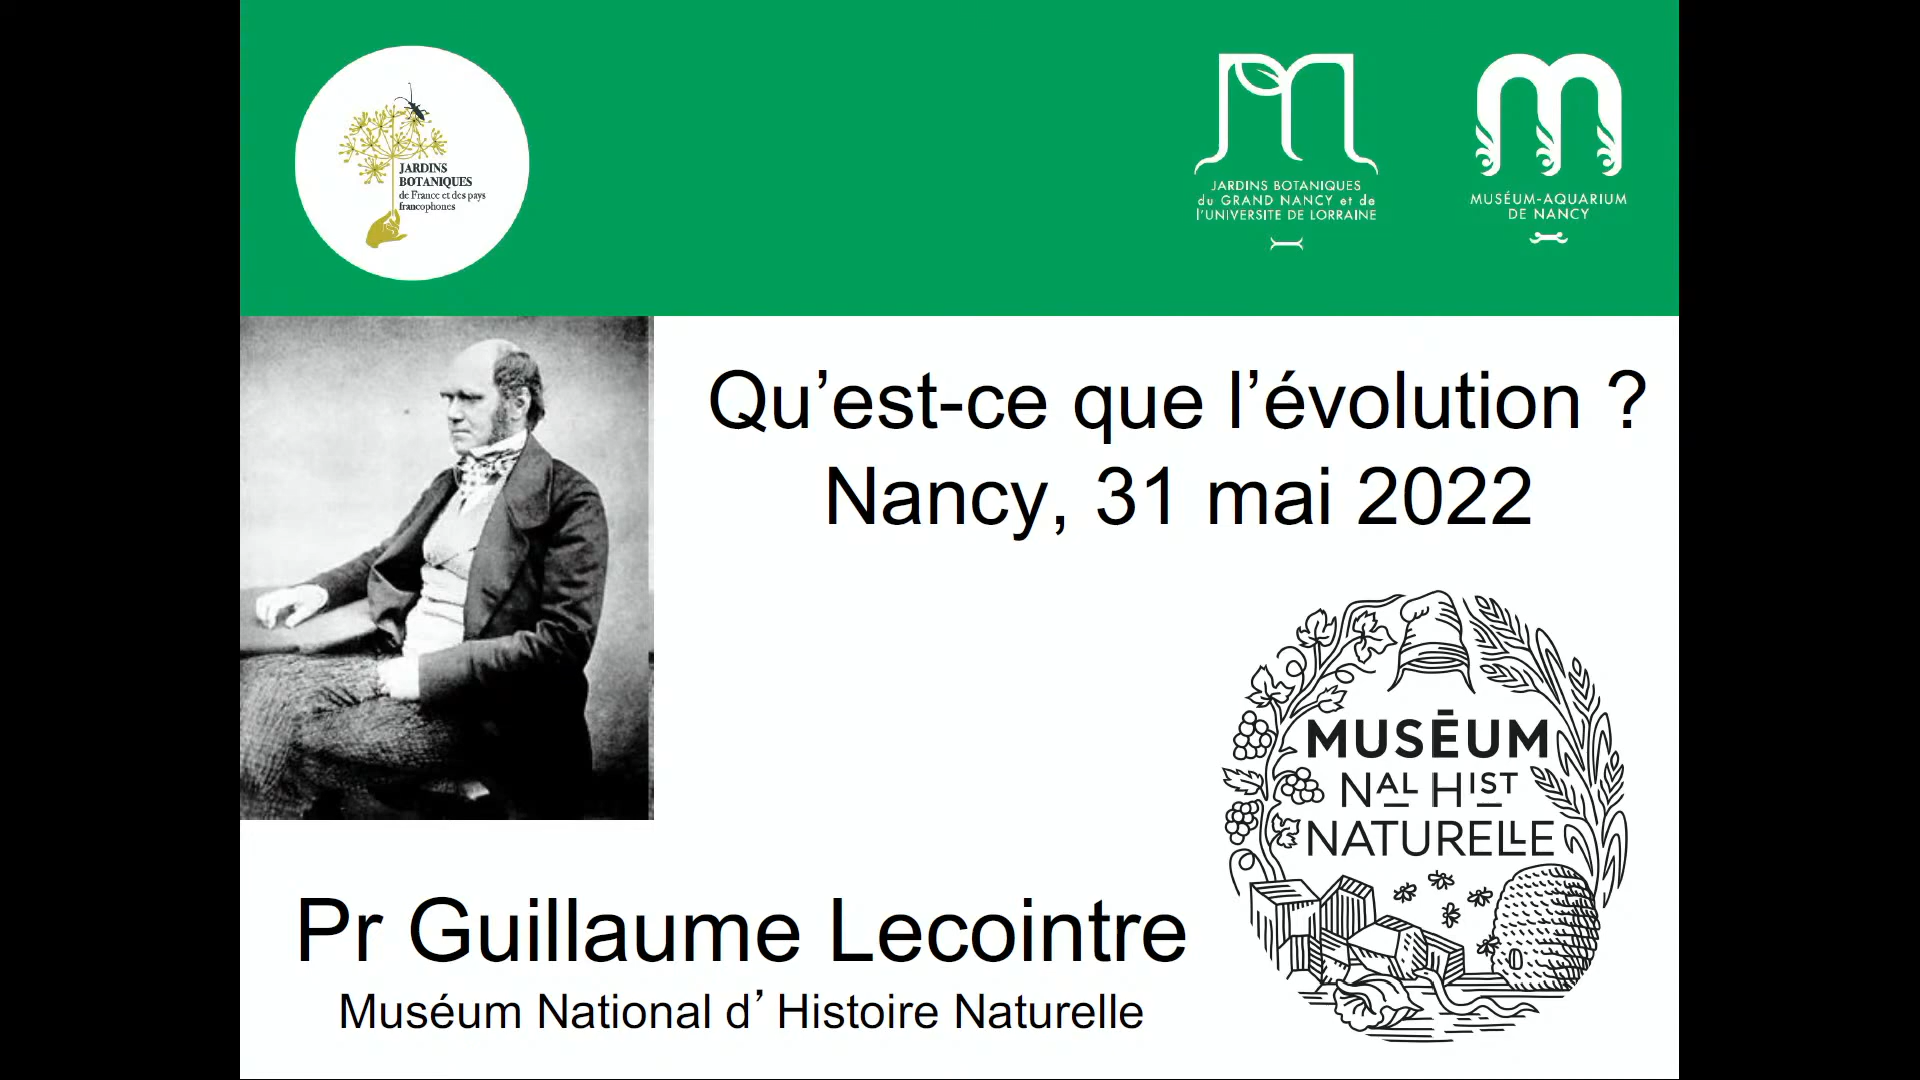 JARDINS
BOTANIQUES
de France et des pays
francophones
JARDINS BOTANIQUES
du GRAND NANCY et de
l'UNIVERSITE DE LORRAINE
MUSÉUM-AQUARIUM
DE NANCY
Qu’est-ce que l’évolution ?
Nancy, 31 mai 2022
MUSĒUM
NAL HIST
NATURELLE
Pr Guillaume Lecointre
Muséum National d’ Histoire Naturelle